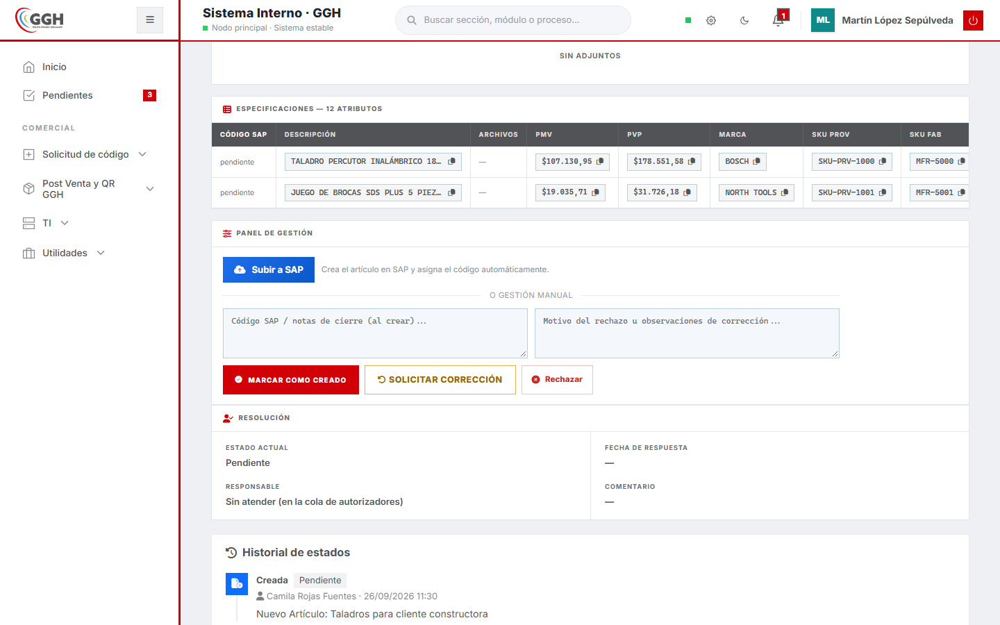 GGH
Sistema Interno · GGH
Nodo principal · Sistema estable
Buscar sección, módulo o proceso...
1
ML
Martín López Sepúlveda
Inicio
Pendientes
3
COMERCIAL
Solicitud de código
Post Venta y QR
GGH
TI
Utilidades
SIN ADJUNTOS
ESPECIFICACIONES — 12 ATRIBUTOS
CÓDIGO SAP DESCRIPCIÓN ARCHIVOS PMV PVP MARCA SKU PROV SKU FAB
pendiente TALADRO PERCUTOR INALÁMBRICO 18… — $107.130,95 $178.551,58 BOSCH SKU-PRV-1000 MFR-5000
pendiente JUEGO DE BROCAS SDS PLUS 5 PIEZ… — $19.035,71 $31.726,18 NORTH TOOLS SKU-PRV-1001 MFR-5001
PANEL DE GESTIÓN
Subir a SAP Crea el artículo en SAP y asigna el código automáticamente.
O GESTIÓN MANUAL
Código SAP / notas de cierre (al crear)... Motivo del rechazo u observaciones de corrección...
MARCAR COMO CREADO SOLICITAR CORRECCIÓN Rechazar
RESOLUCIÓN
ESTADO ACTUAL
Pendiente
FECHA DE RESPUESTA
—
RESPONSABLE
Sin atender (en la cola de autorizadores)
COMENTARIO
—
Historial de estados
Creada Pendiente
Camila Rojas Fuentes · 26/09/2026 11:30
Nuevo Artículo: Taladros para cliente constructora